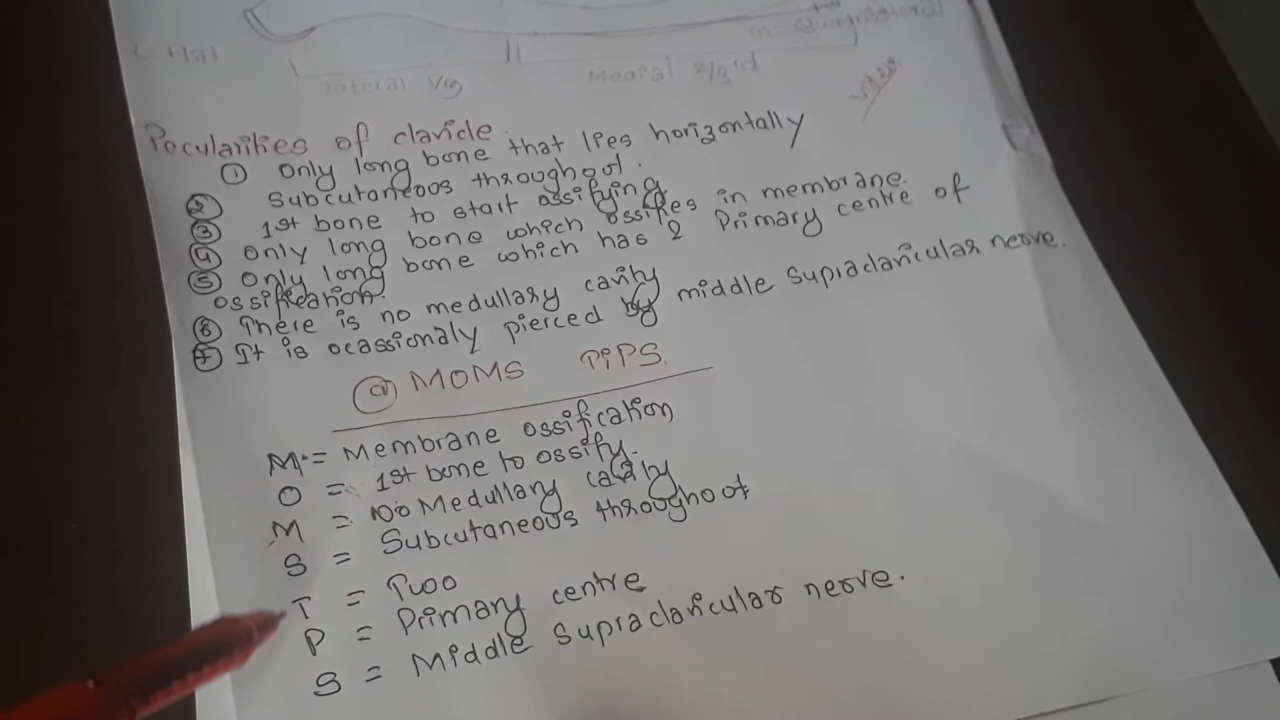 L- Flat
m- Quagrilateral
lateral 1/3
Medial 2/3rd
Pecularities of clavicle.
① Only long bone that lies horizontally
② Subcutaneous throughout.
③ 1st bone to start ossifying
④ Only long bone which ossifies in membrane.
⑤ Only long bone which has 2 Primary centre of
ossification.
⑥ There is no medullary cavity
⑦ It is ocassionaly pierced by middle Supraclavicular nerve.
@ MOMS TIPS.
M = Membrane ossification
O = 1st bone to ossify.
M = no Medullary cavity
S = Subcutaneous throughout
T = Two
P = Primary centre
S = Middle Supraclavicular nerve.